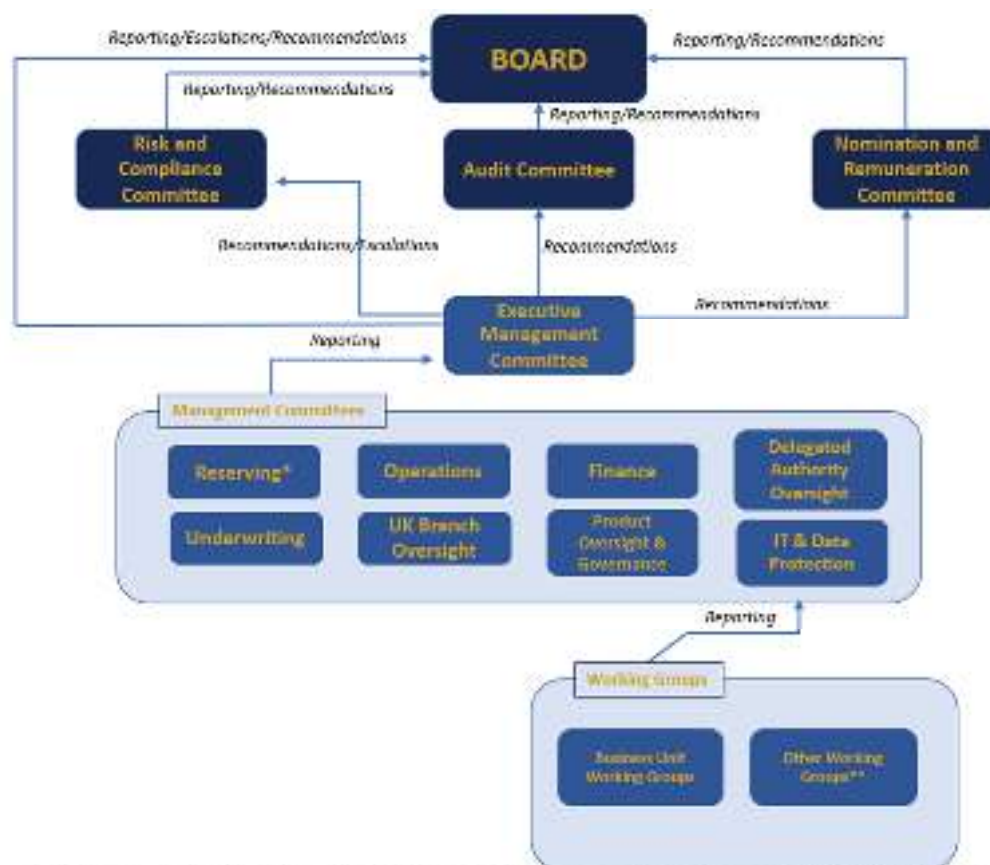 Reporting/Escalations/Recommendations
BOARD
Reporting/Recommendations
Reporting/Recommendations
Reporting/Recommendations
Risk and
Compliance
Committee
Audit Committee
Nomination and
Remuneration
Committee
Recommendations/Escalations
Recommendations
Recommendations
Executive
Management
Committee
Reporting
Management Committees
Reserving*
Operations
Finance
Delegated
Authority
Oversight
Underwriting
UK Branch
Oversight
Product
Oversight &
Governance
IT & Data
Protection
Reporting
Working Groups
Business Unit
Working Groups
Other Working
Groups**